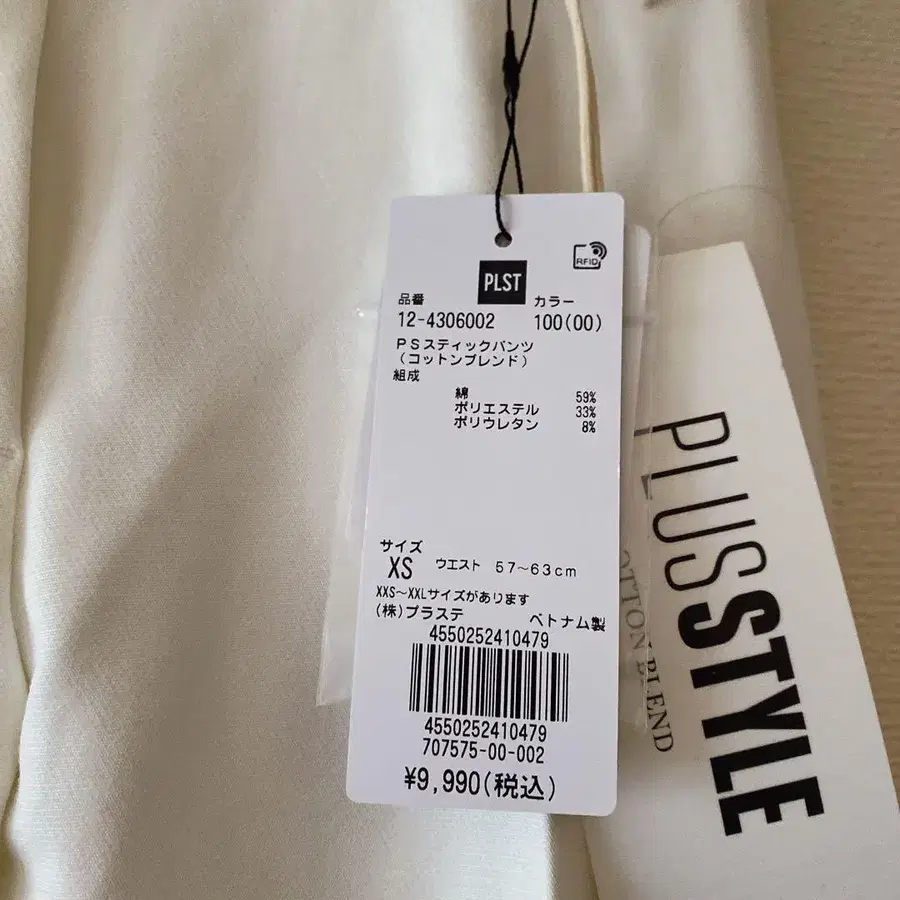 RFID
PLST
品番 カラー
12-4306002 100(00)
PSスティックパンツ
(コットンブレンド)
組成
綿 59%
ポリエステル 33%
ポリウレタン 8%
サイズ
XS ウエスト 57~63cm
XXS~XXLサイズがあります
(株)プラステ ベトナム製
4550252410479
4550252410479
707575-00-002
¥9,990(税込)
PLUSSTYLE
COTTON BLEND